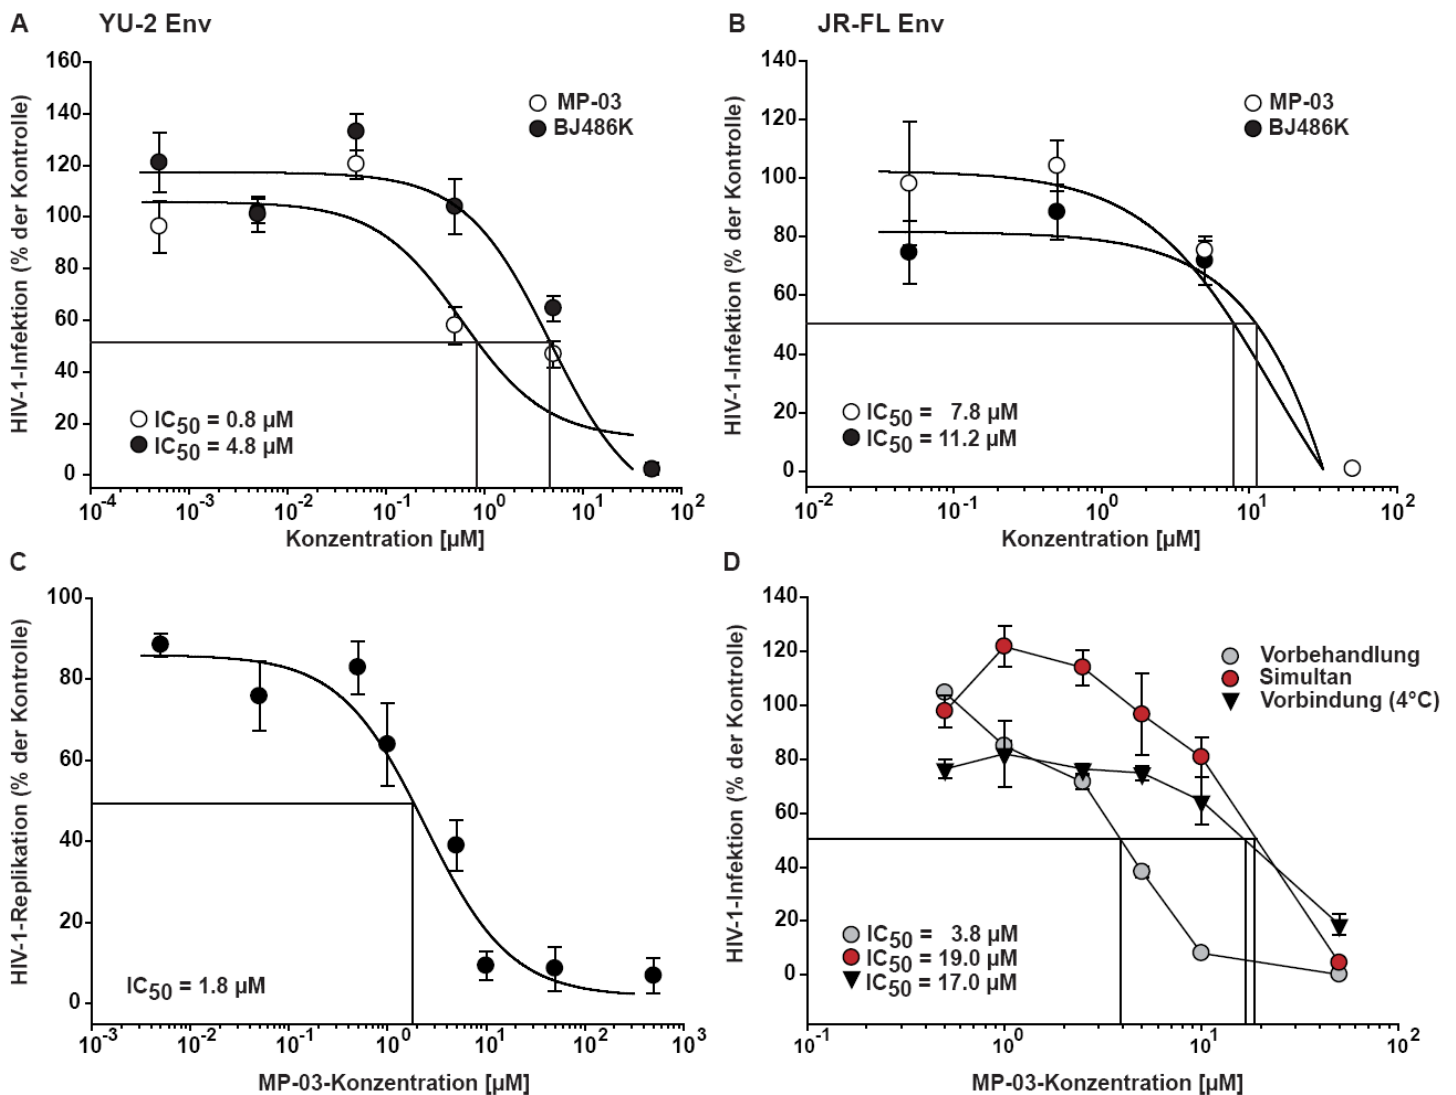 A YU-2 Env
HIV-1-Infektion (% der Kontrolle)
160
140
120
100
80
60
40
20
0
MP-03
BJ486K
IC50 = 0.8 µM
IC50 = 4.8 µM
10-4 10-3 10-2 10-1 100 101 102
Konzentration [µM]
B JR-FL Env
HIV-1-Infektion (% der Kontrolle)
140
120
100
80
60
40
20
0
MP-03
BJ486K
IC50 = 7.8 µM
IC50 = 11.2 µM
10-2 10-1 100 101 102
Konzentration [µM]
C
HIV-1-Replikation (% der Kontrolle)
100
80
60
40
20
0
IC50 = 1.8 µM
10-3 10-2 10-1 100 101 102 103
MP-03-Konzentration [µM]
D
HIV-1-Infektion (% der Kontrolle)
140
120
100
80
60
40
20
0
Vorbehandlung
Simultan
Vorbindung (4°C)
IC50 = 3.8 µM
IC50 = 19.0 µM
IC50 = 17.0 µM
10-1 100 101 102
MP-03-Konzentration [µM]